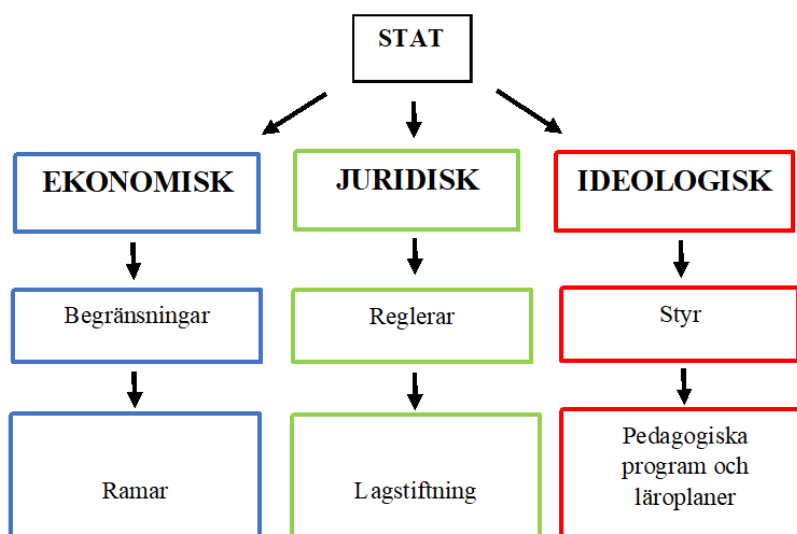 STAT
EKONOMISK
JURIDISK
IDEOLOGISK
Begränsningar
Reglerar
Styr
Ramar
Lagstiftning
Pedagogiska
program och
läroplaner